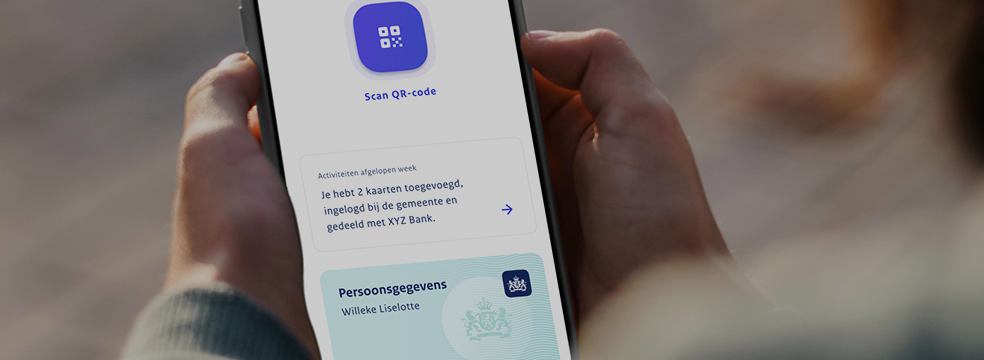 Scan QR-code
Activiteiten afgelopen week
Je hebt 2 kaarten toegevoegd,
ingelogd bij de gemeente en
gedeeld met XYZ Bank.
Persoonsgegevens
Willeke Liselotte